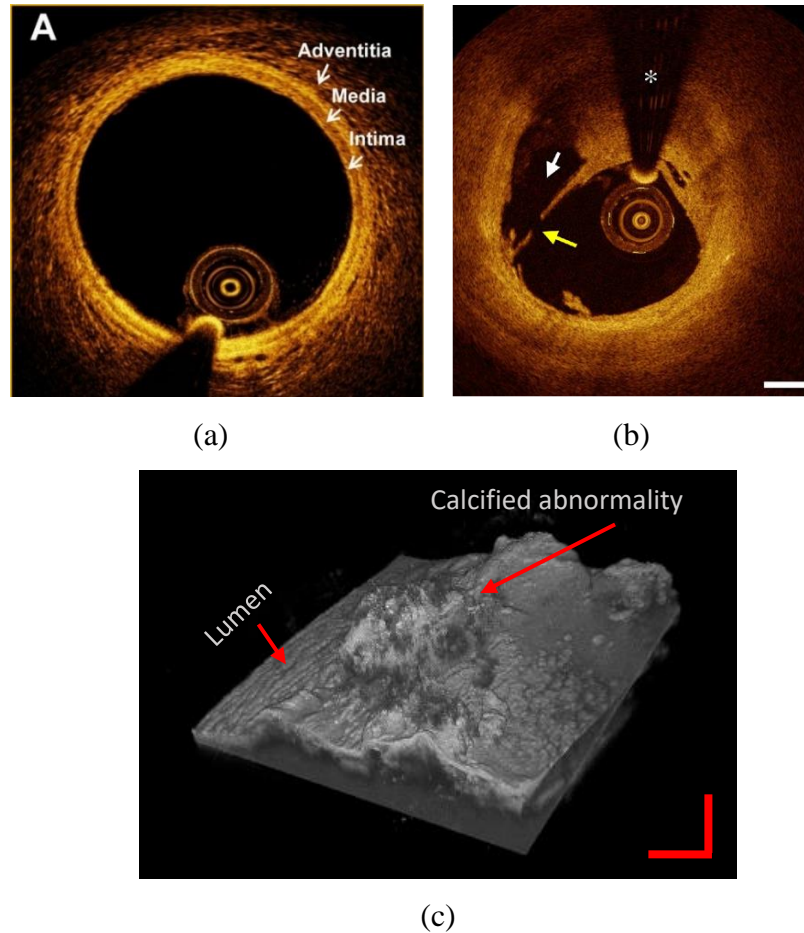 A
Adventitia
Media
Intima
*
(a)
(b)
Calcified abnormality
Lumen
(c)